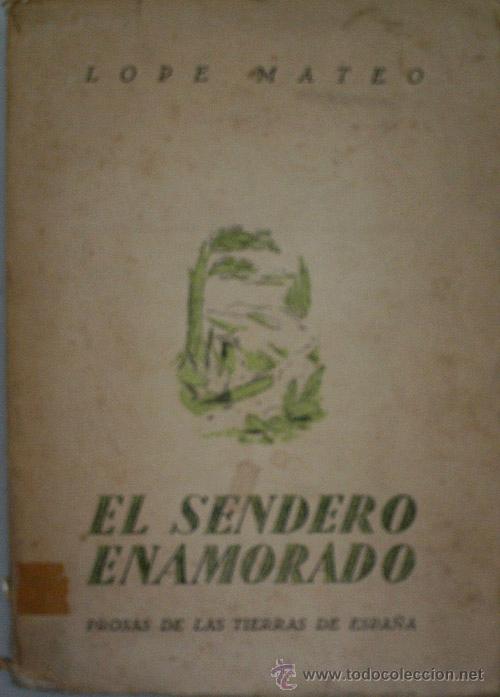 LOPE MATEO
EL SENDERO
ENAMORADO
PROSAS DE LAS TIERRAS DE ESPAÑA
www.todocoleccion.net